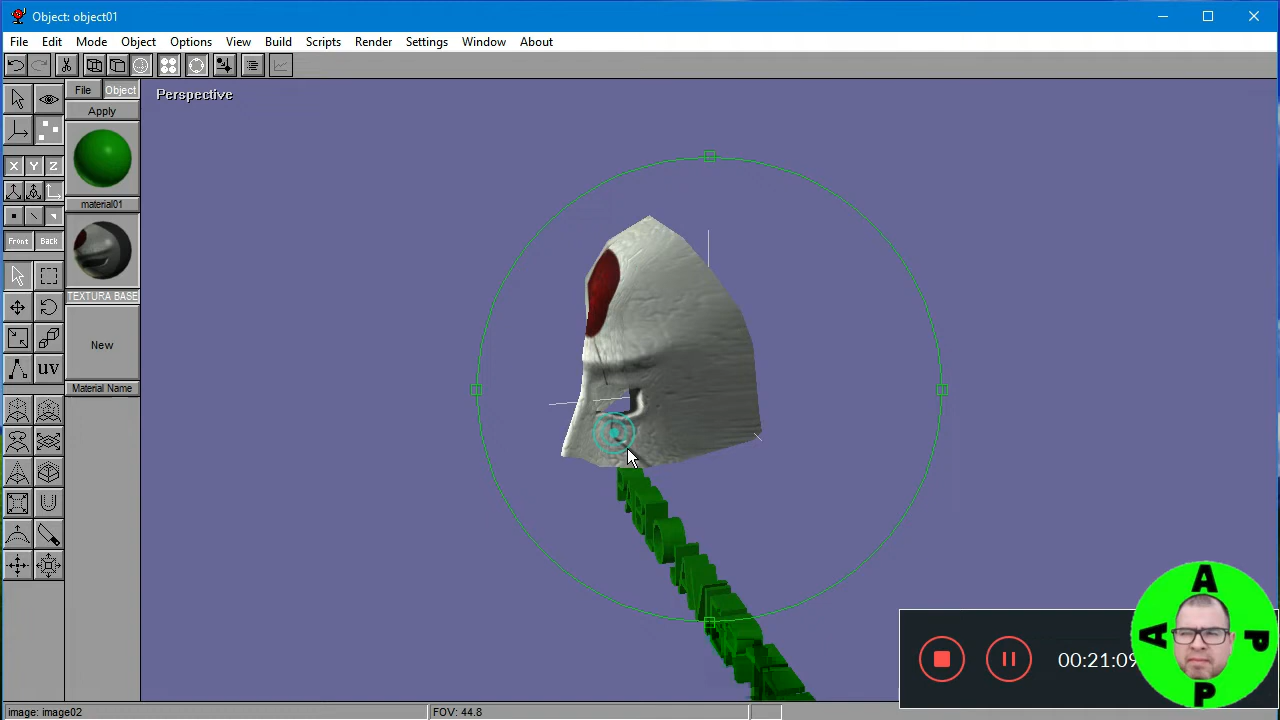 Object: object01
File Edit Mode Object Options View Build Scripts Render Settings Window About
File Object
Apply
Perspective
X Y Z
material01
Front Back
TEXTURA BASE
New
uv
Material Name
00:21:09
A
A P
P
image: image02 FOV: 44.8